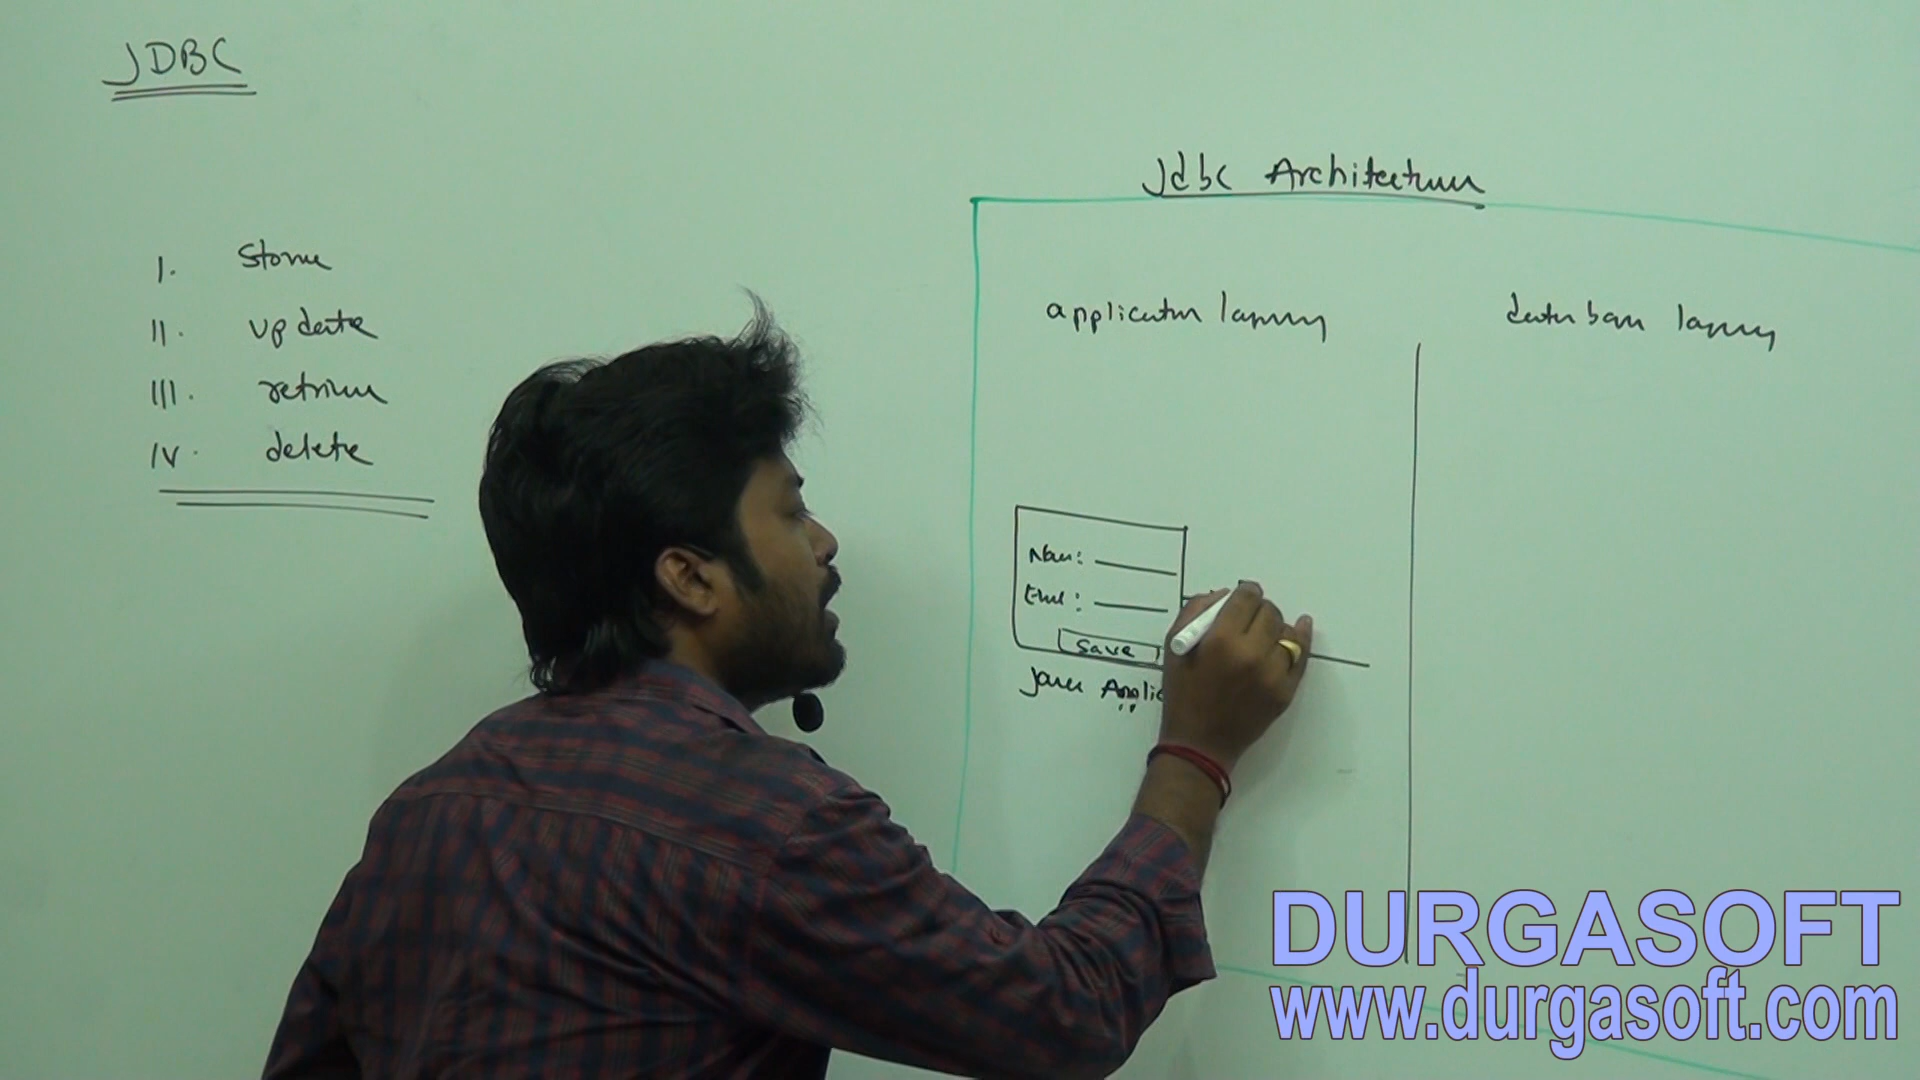 JDBC
I. Store
II. update
III. retrieve
IV. delete
Jdbc Architecture
application layer
database layer
Name:
Email:
Save
Java Applic
DURGASOFT
www.durgasoft.com